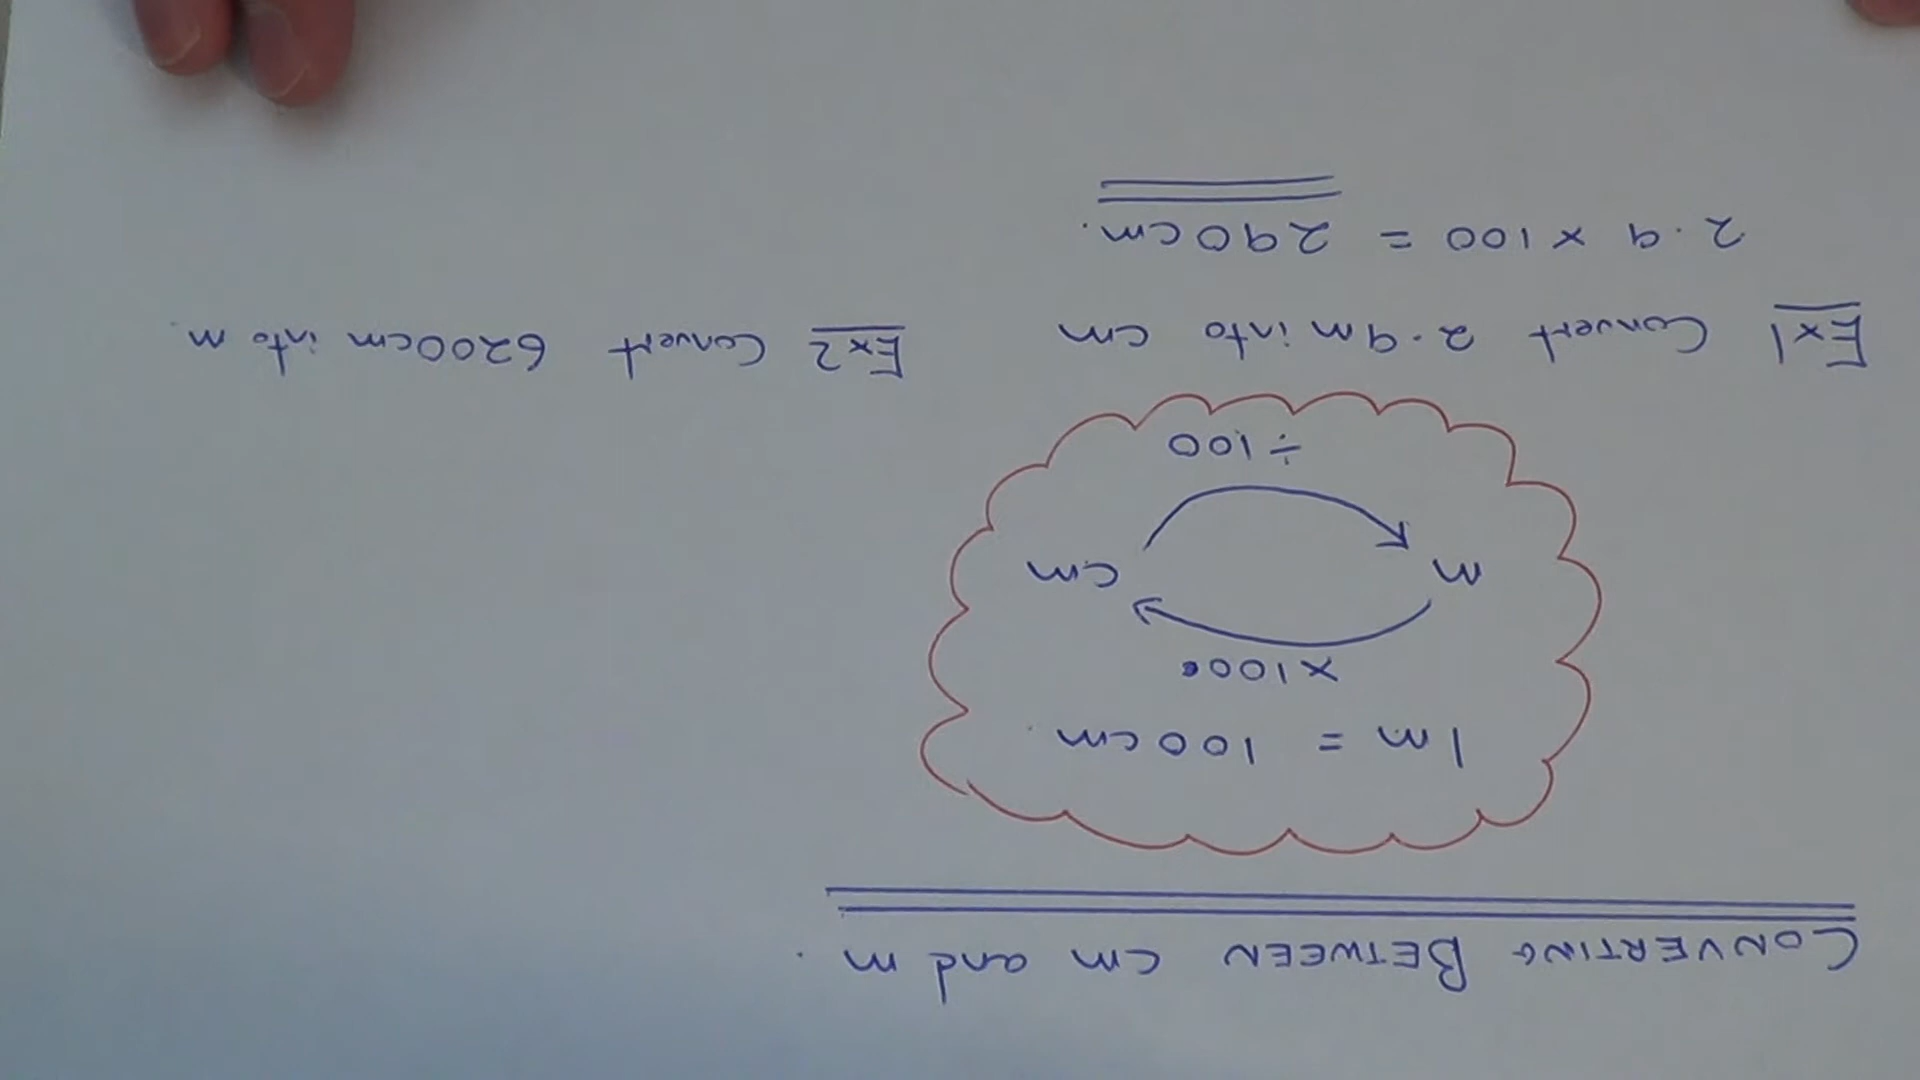 CONVERTING BETWEEN cm and m.
1m = 100cm
×100
m cm
÷100
Ex1 Convert 2.9m into cm
2.9 × 100 = 290cm.
Ex2 Convert 6200cm into m.